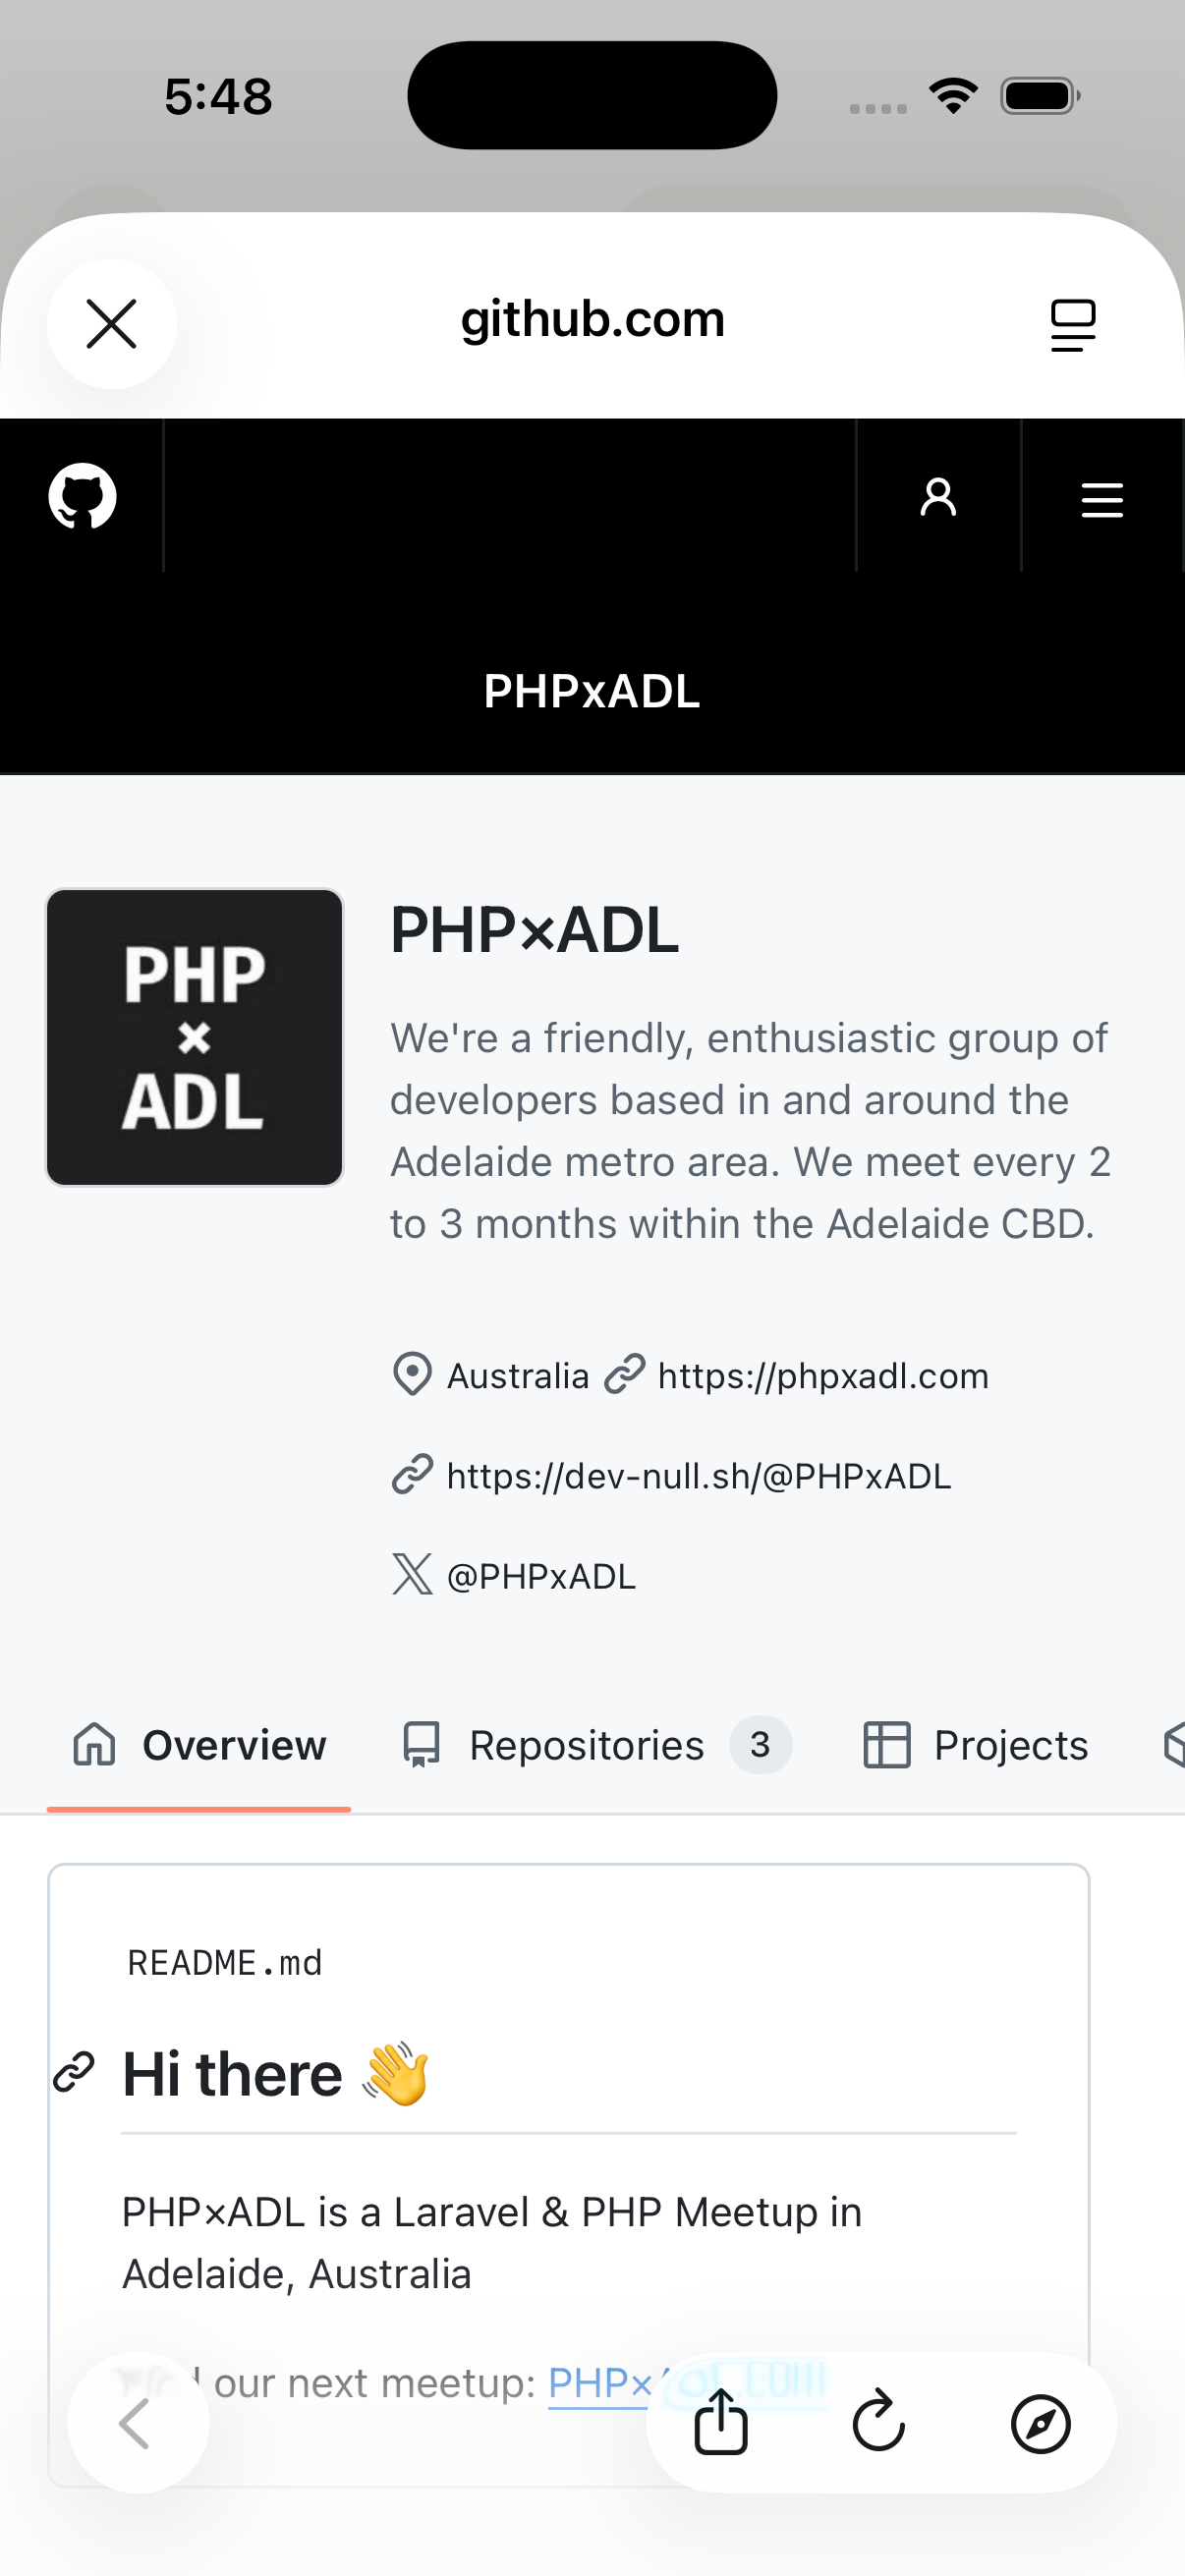 5:48
github.com
PHPxADL
PHP
×
ADL
PHP×ADL
We're a friendly, enthusiastic group of
developers based in and around the
Adelaide metro area. We meet every 2
to 3 months within the Adelaide CBD.
Australia https://phpxadl.com
https://dev-null.sh/@PHPxADL
@PHPxADL
Overview Repositories 3 Projects
README.md
Hi there 👋
PHP×ADL is a Laravel & PHP Meetup in
Adelaide, Australia
our next meetup: